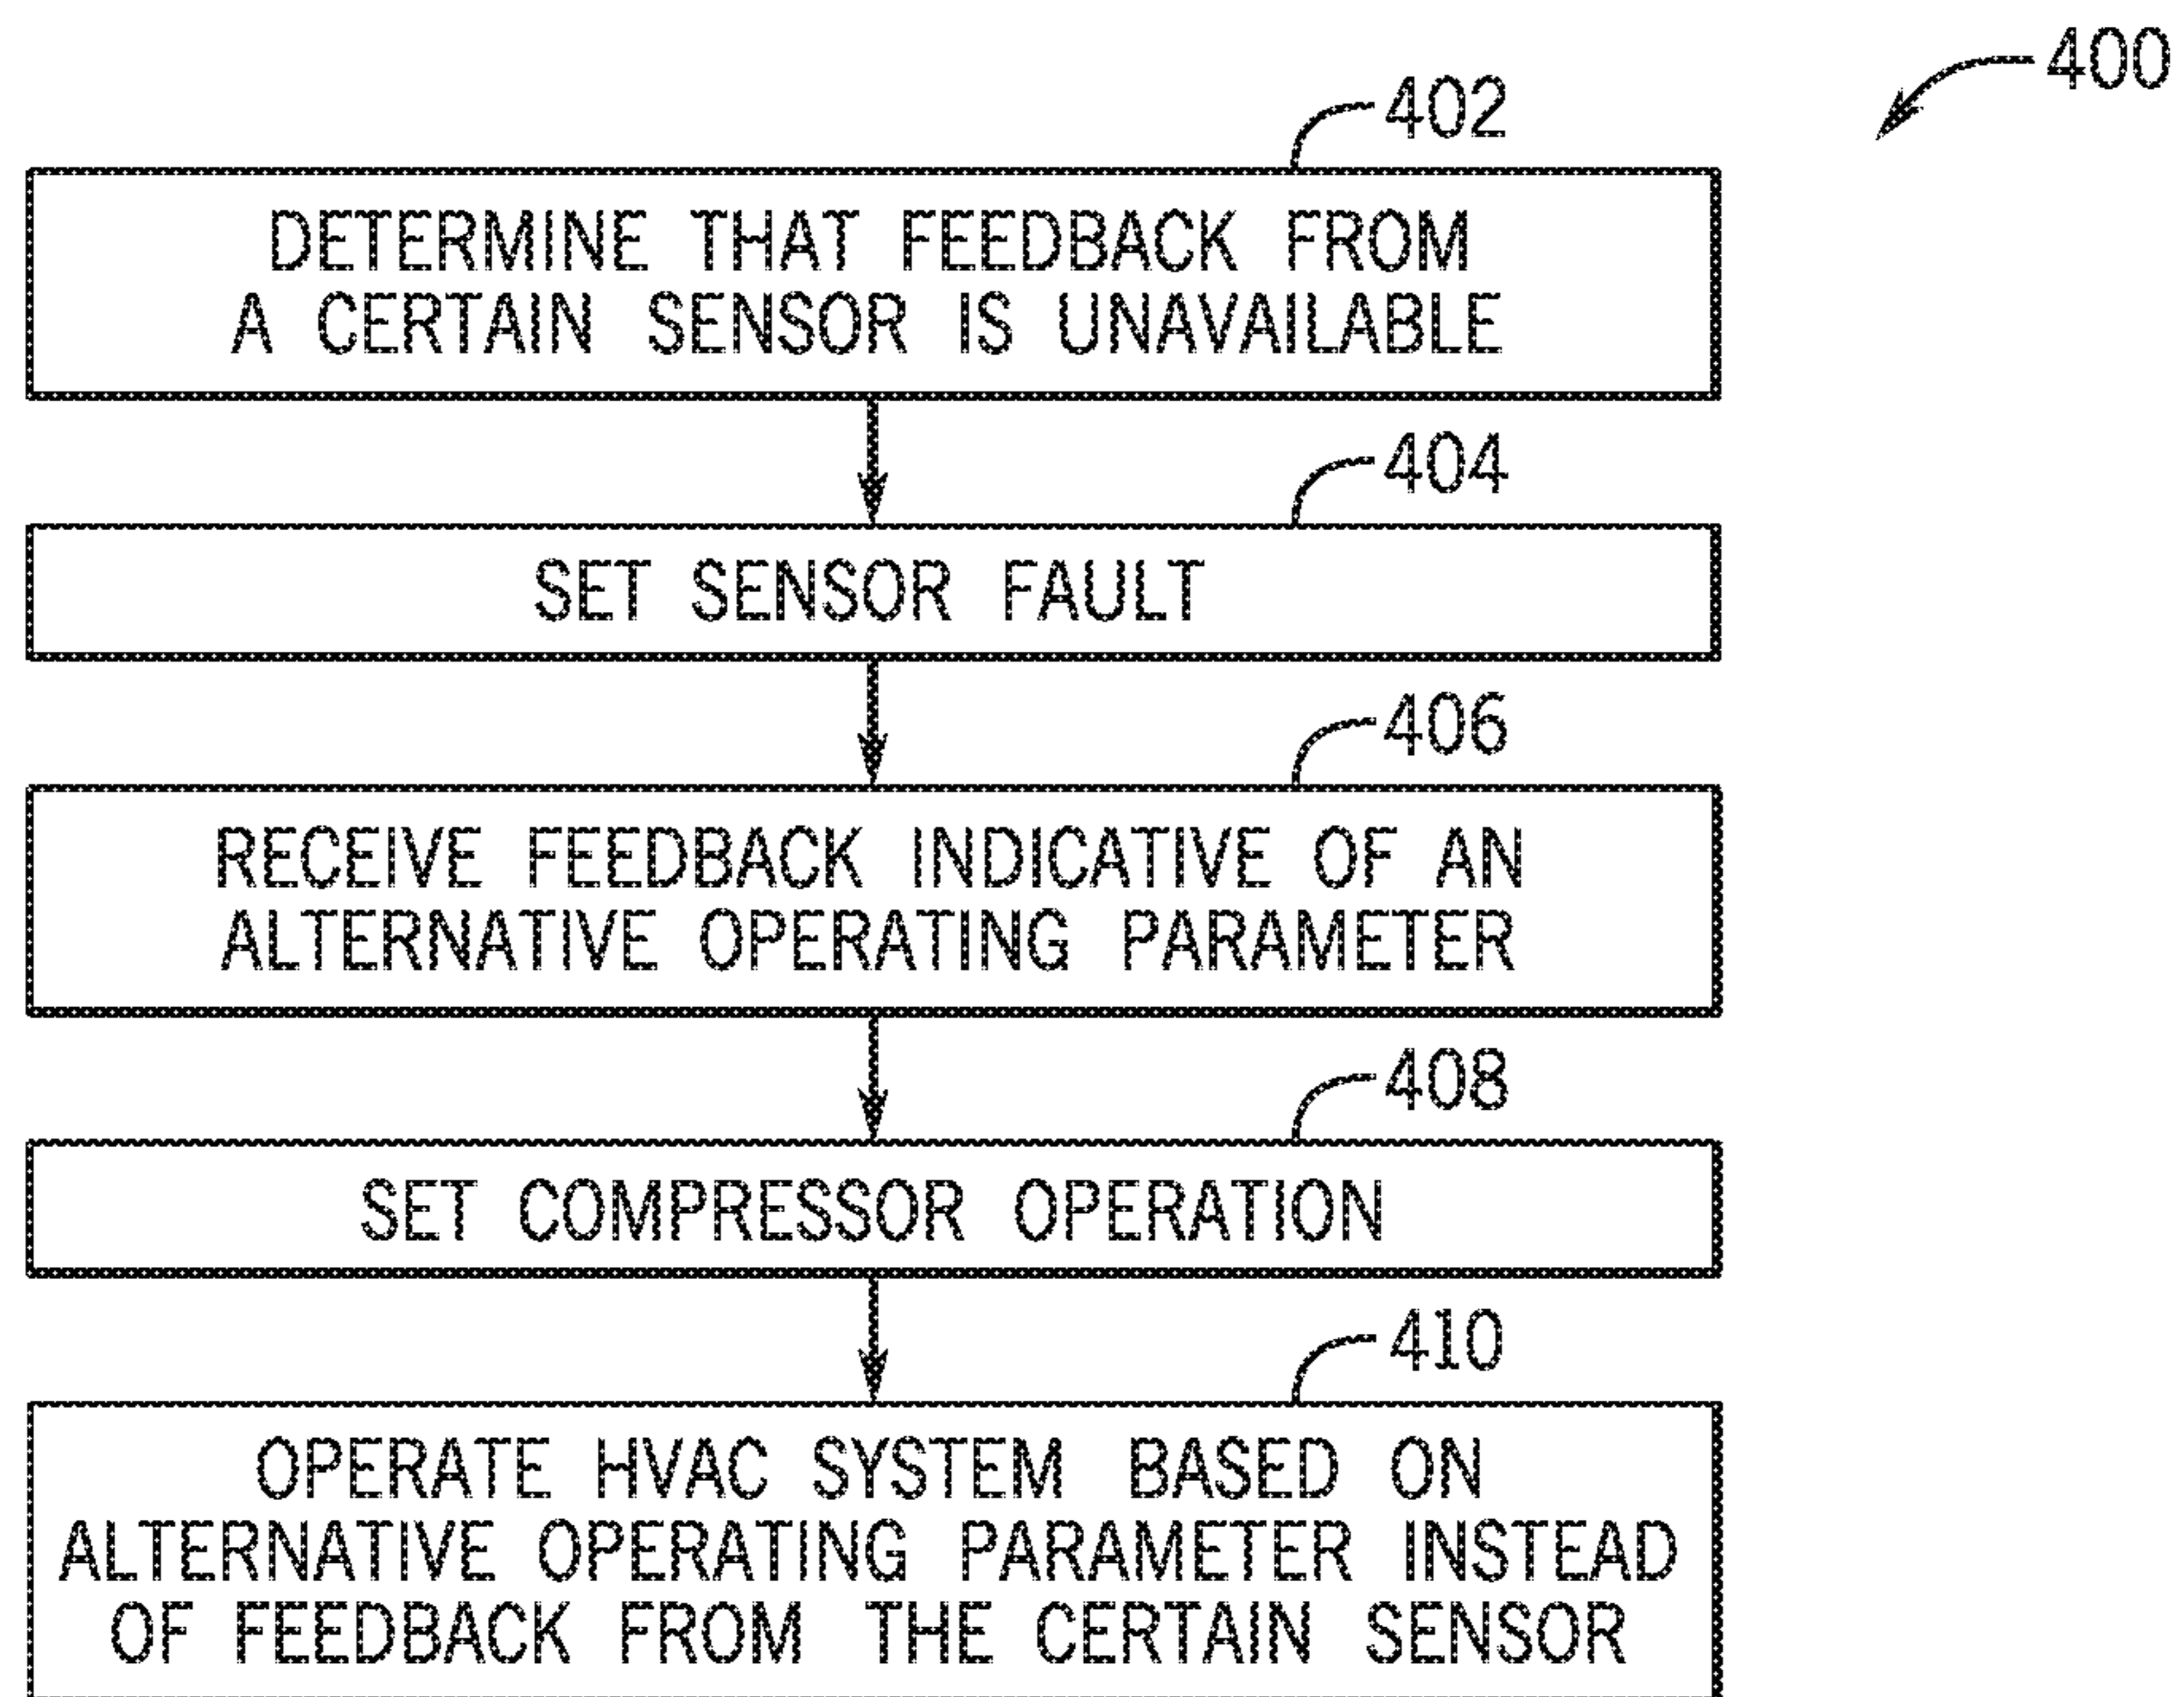 400
402
DETERMINE THAT FEEDBACK FROM
A CERTAIN SENSOR IS UNAVAILABLE
404
SET SENSOR FAULT
406
RECEIVE FEEDBACK INDICATIVE OF AN
ALTERNATIVE OPERATING PARAMETER
408
SET COMPRESSOR OPERATION
410
OPERATE HVAC SYSTEM BASED ON
ALTERNATIVE OPERATING PARAMETER INSTEAD
OF FEEDBACK FROM THE CERTAIN SENSOR